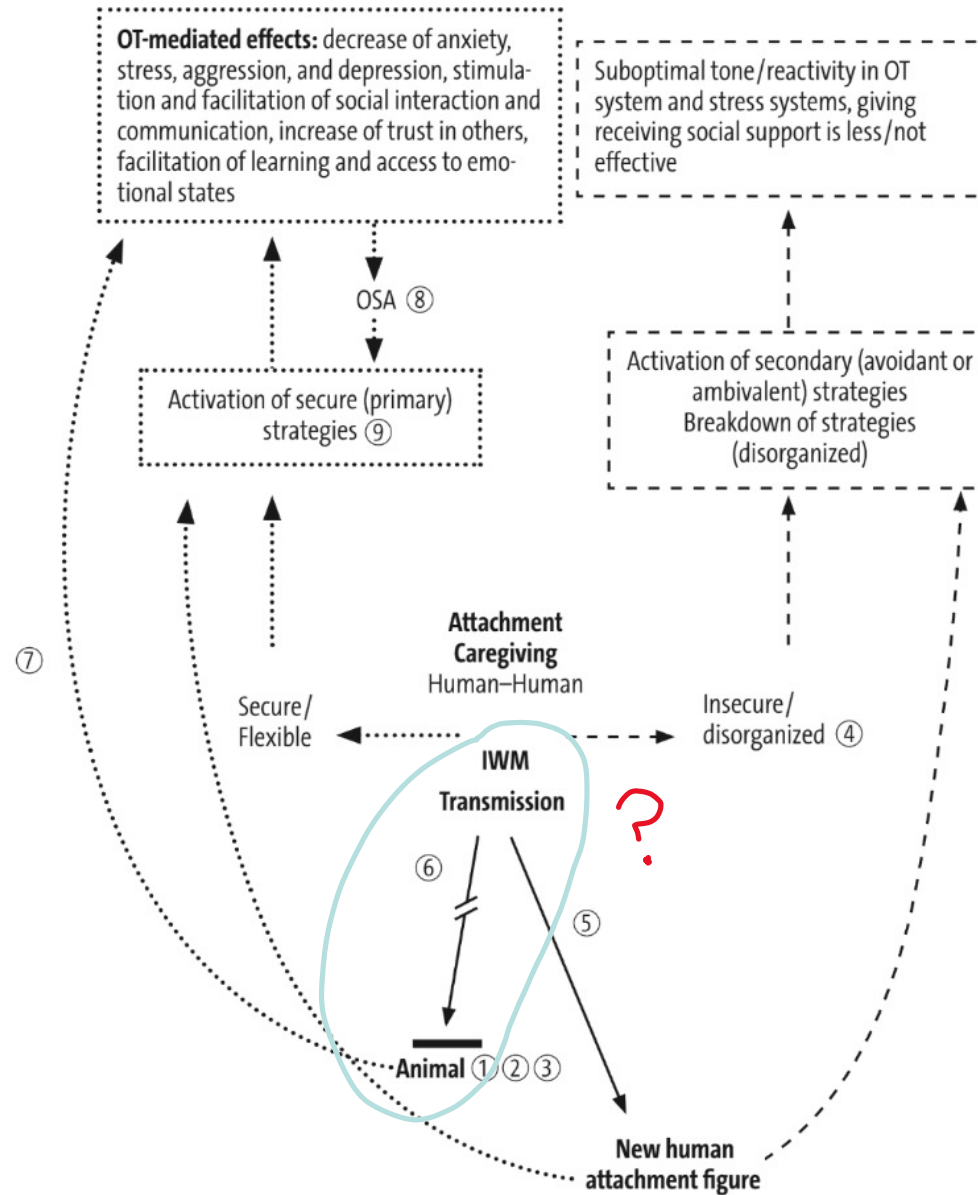 OT-mediated effects: decrease of anxiety,
stress, aggression, and depression, stimula-
tion and facilitation of social interaction and
communication, increase of trust in others,
facilitation of learning and access to emo-
tional states
Suboptimal tone/reactivity in OT
system and stress systems, giving
receiving social support is less/not
effective
OSA ⑧
Activation of secure (primary)
strategies ⑨
Activation of secondary (avoidant or
ambivalent) strategies
Breakdown of strategies
(disorganized)
⑦
Attachment
Caregiving
Human–Human
Secure/
Flexible
Insecure/
disorganized ④
IWM
Transmission
?
⑥
⑤
Animal ① ② ③
New human
attachment figure